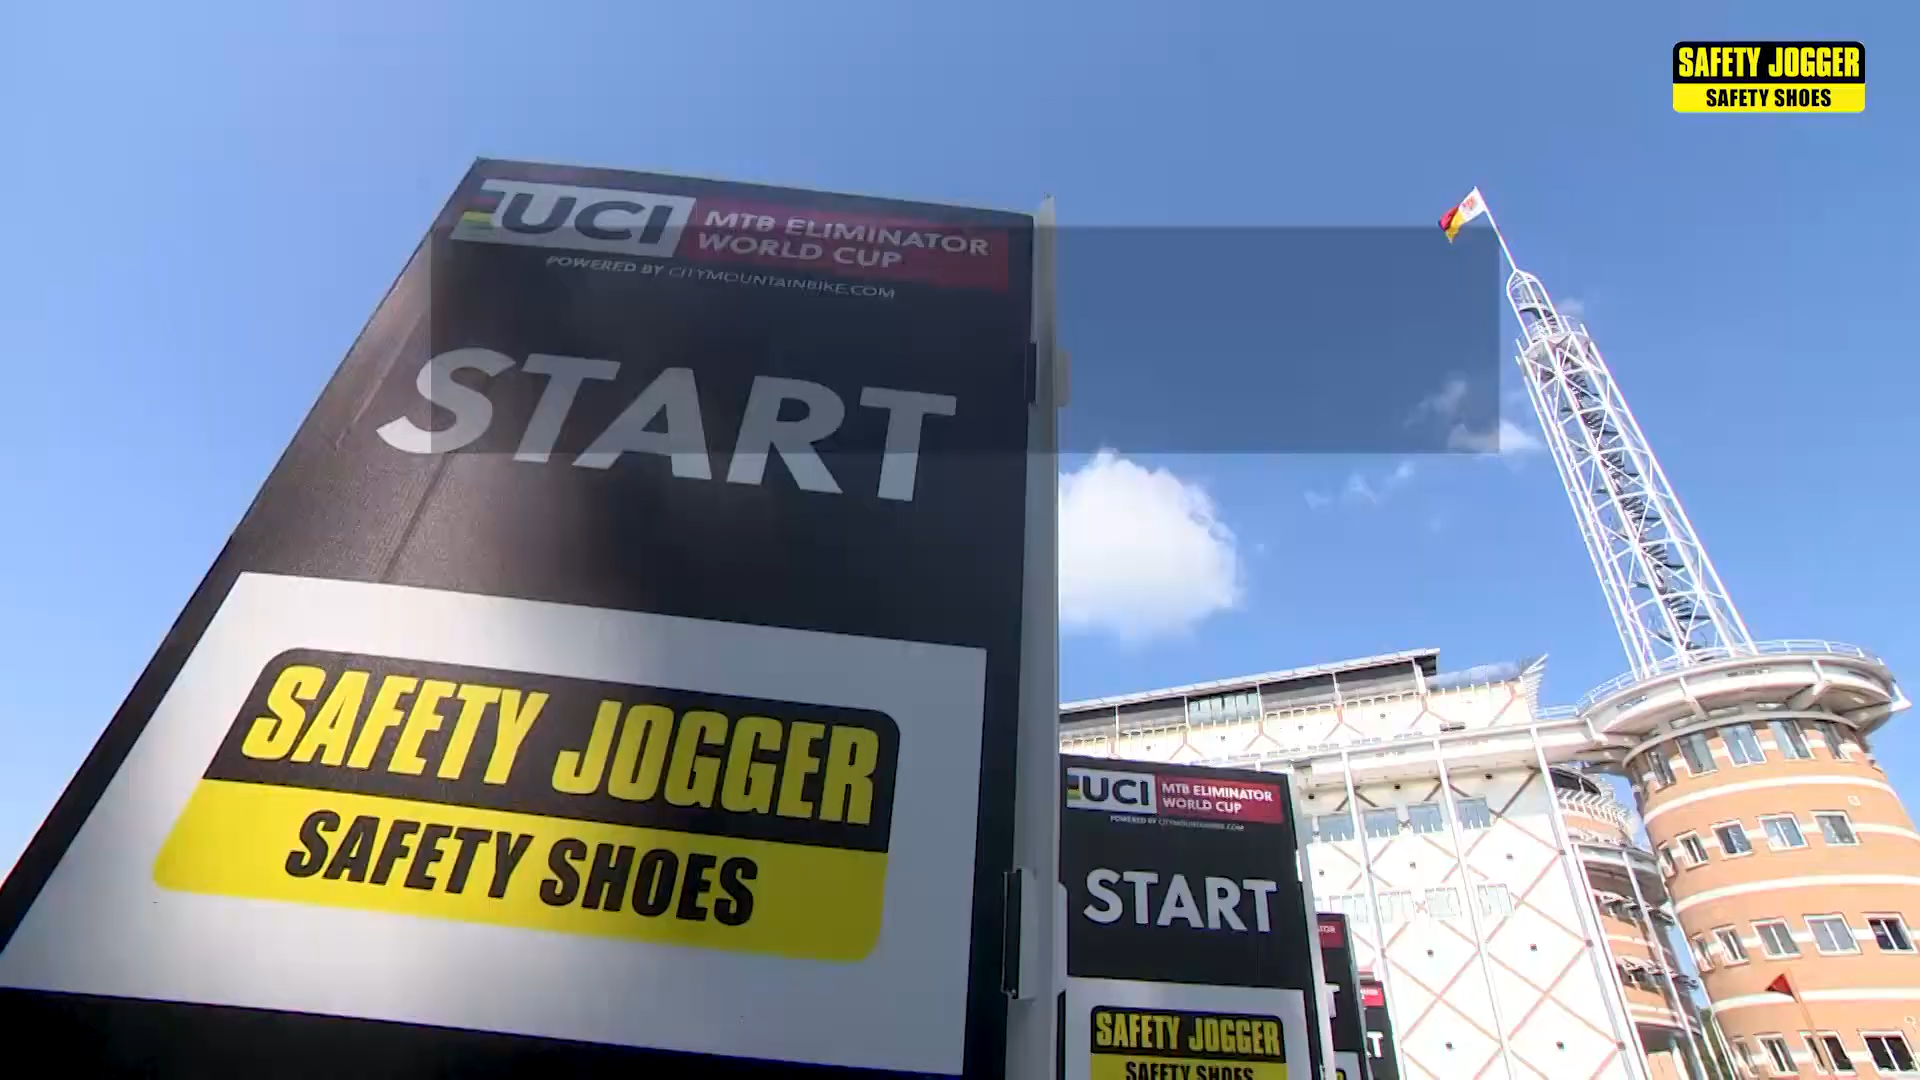 SAFETY JOGGER
SAFETY SHOES
UCI
MTB ELIMINATOR
WORLD CUP
POWERED BY CITYMOUNTAINBIKE.COM
START
SAFETY JOGGER
SAFETY SHOES
UCI
MTB ELIMINATOR
WORLD CUP
POWERED BY CITYMOUNTAINBIKE.COM
START
SAFETY JOGGER
SAFETY SHOES